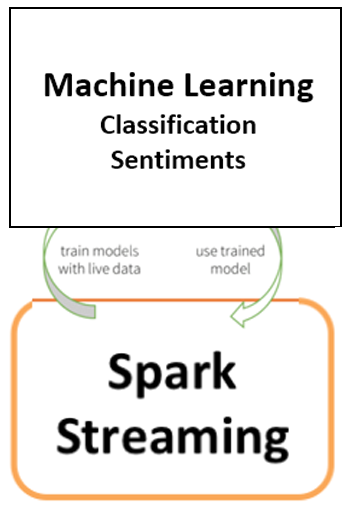 Machine Learning
Classification
Sentiments
train models
with live data
use trained
model
Spark
Streaming